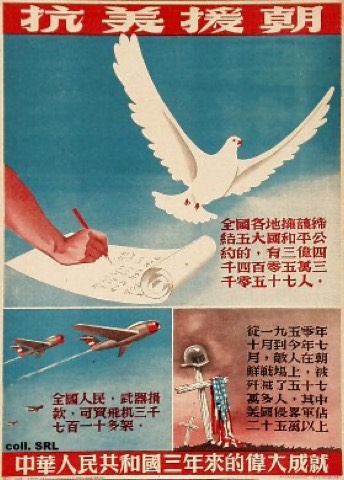 抗美援朝
全國各地擁護締
結五大國和平公
約的，有三億四
千四百零五萬三
千零五十七人．
全國人民，武器捐
款，可買飛机三千
七百一十多架．
從一九五零年
十月到今年七
月，敵人在朝
鮮戰場上，被
殲滅了五十七
萬多人，其中
美國侵畧軍佔
二十五萬以上
coll. SRL
中華人民共和國三年來的偉大成就